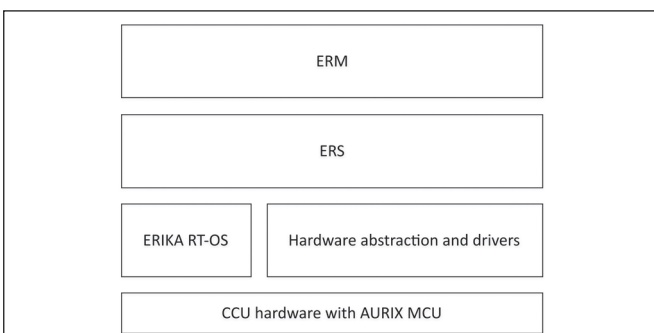 ERM
ERS
ERIKA RT-OS
Hardware abstraction and drivers
CCU hardware with AURIX MCU